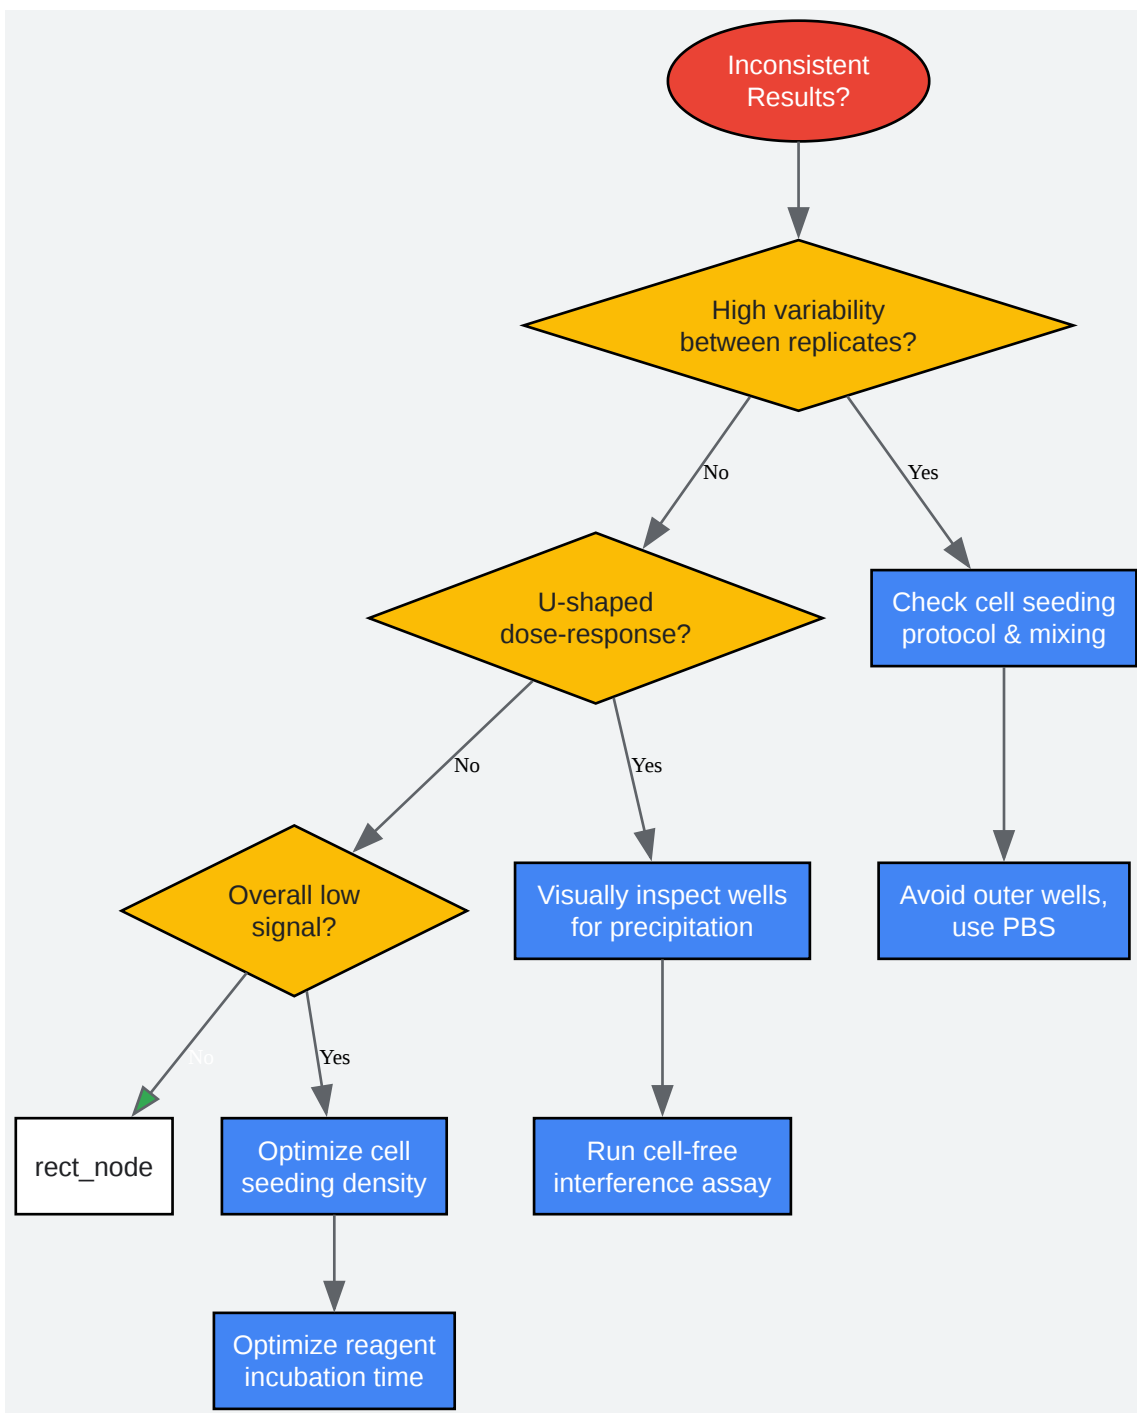 Inconsistent
Results?
High variability
between replicates?
No
Yes
U-shaped
dose-response?
Check cell seeding
protocol & mixing
No
Yes
Overall low
signal?
Visually inspect wells
for precipitation
Avoid outer wells,
use PBS
No
Yes
rect_node
Optimize cell
seeding density
Run cell-free
interference assay
Optimize reagent
incubation time